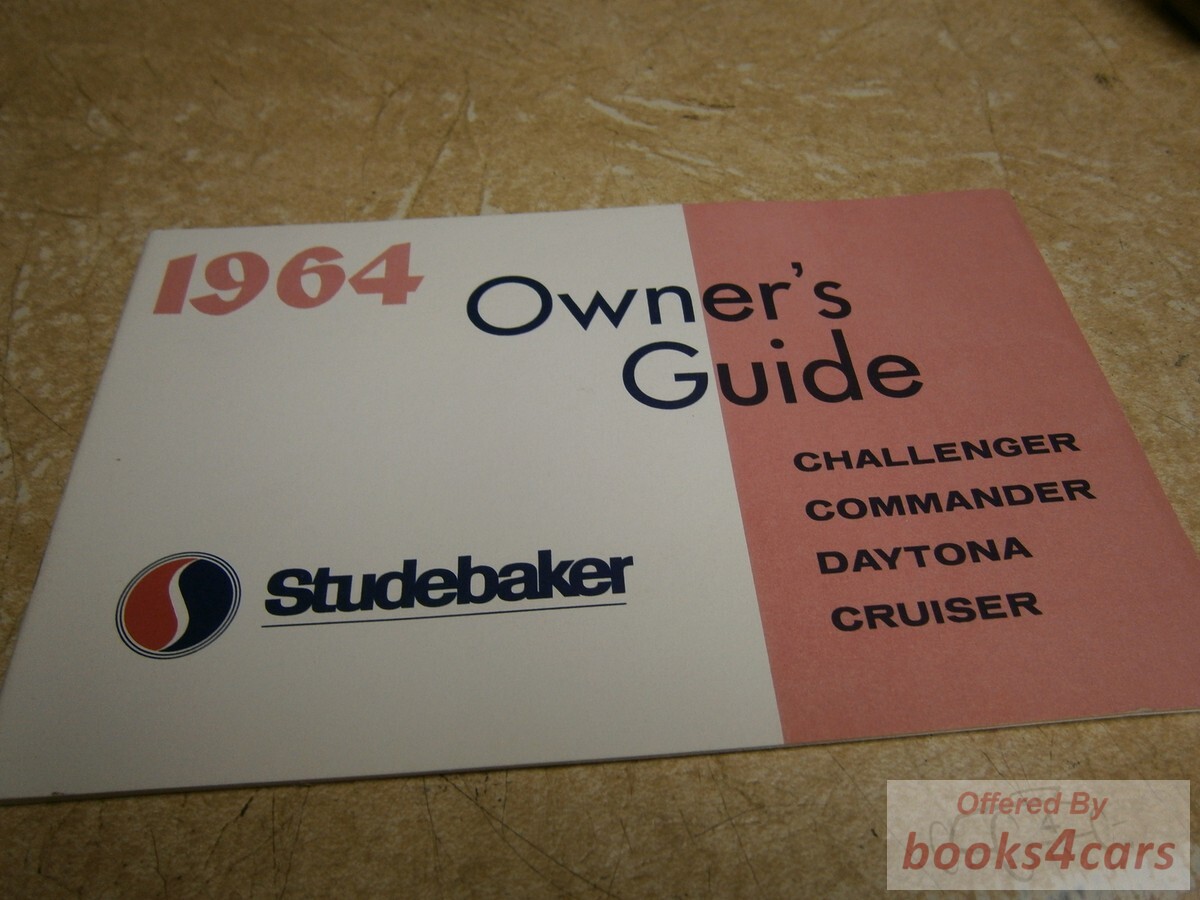 1964
Owner's
Guide
CHALLENGER
COMMANDER
DAYTONA
CRUISER
Studebaker
Offered By
books4cars